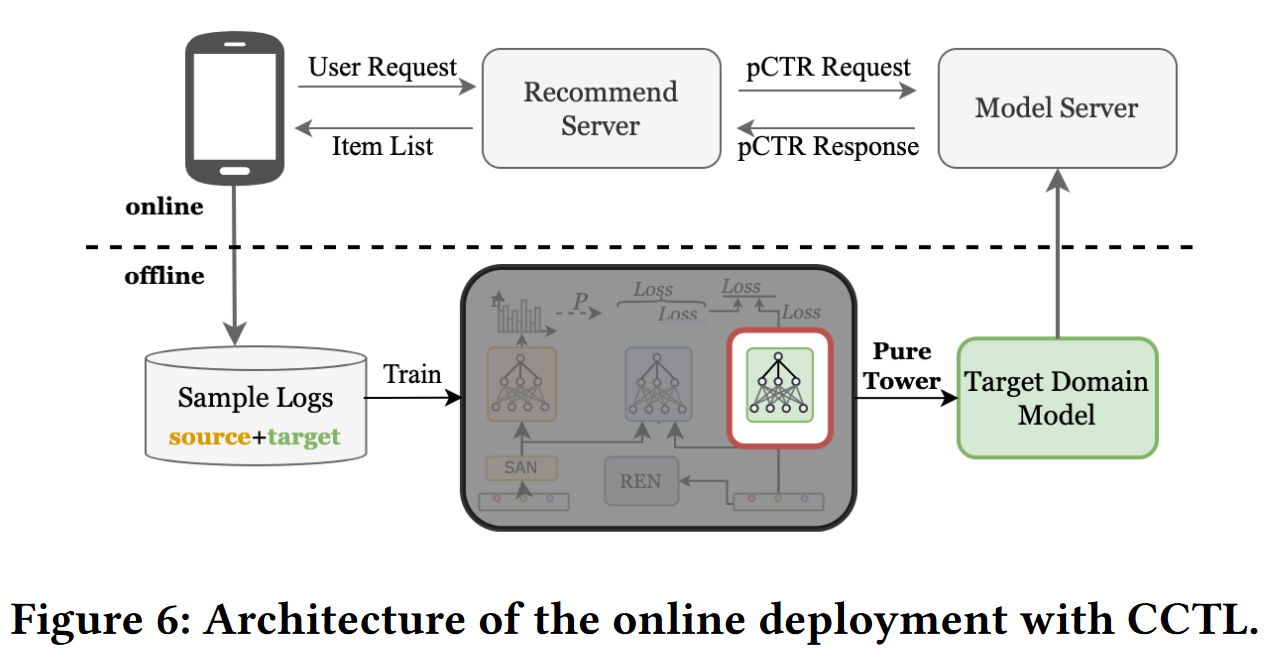 User Request
Item List
Recommend
Server
pCTR Request
pCTR Response
Model Server
online
offline
Sample Logs
source+target
Train
r
P
Loss
Loss
Loss
Loss
SAN
REN
Pure
Tower
Target Domain
Model
Figure 6: Architecture of the online deployment with CCTL.